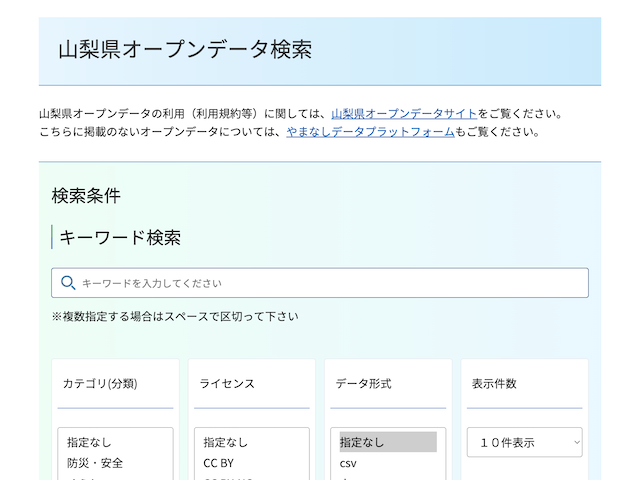 山梨県オープンデータ検索
山梨県オープンデータの利用（利用規約等）に関しては、山梨県オープンデータサイトをご覧ください。
こちらに掲載のないオープンデータについては、やまなしデータプラットフォームもご覧ください。
検索条件
キーワード検索
キーワードを入力してください
※複数指定する場合はスペースで区切って下さい
カテゴリ(分類)
ライセンス
データ形式
表示件数
指定なし
防災・安全
指定なし
CC BY
指定なし
csv
１０件表示